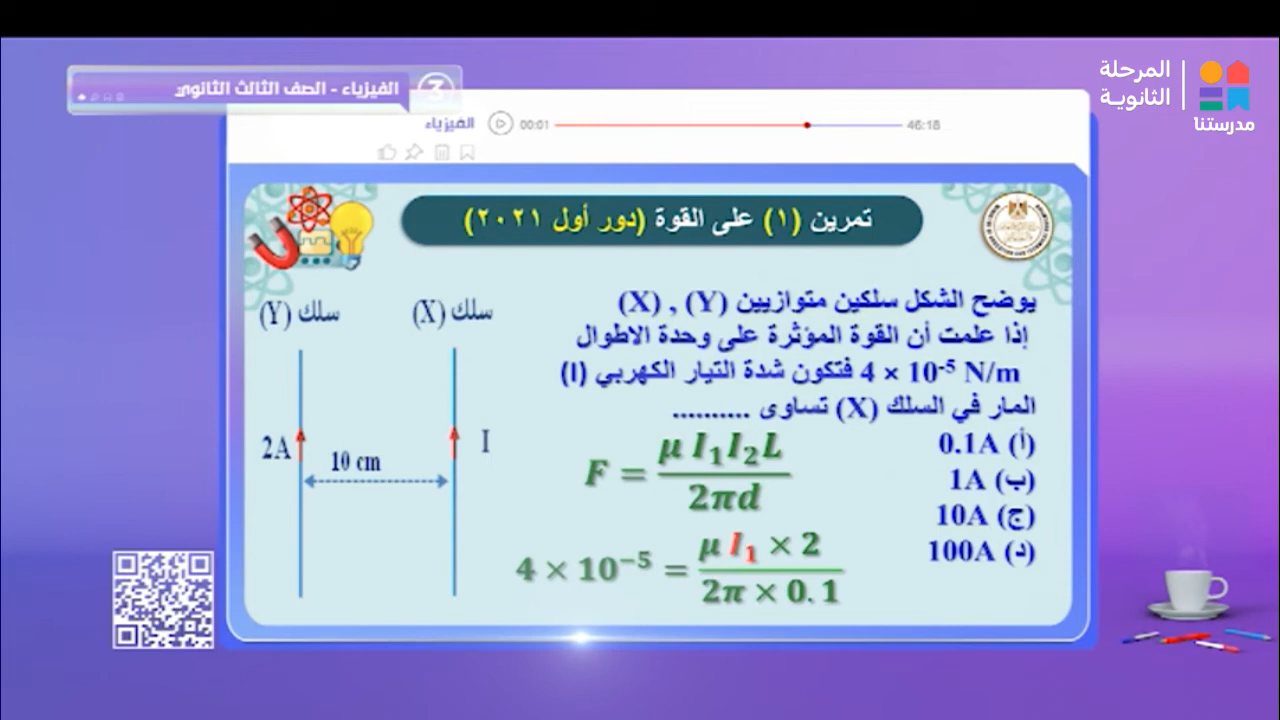 المرحلة
الثانوية
مدرستنا
3 الفيزياء - الصف الثالث الثانوي
الفيزياء
00:01
46:18
تمرين (١) على القوة (دور أول ٢٠٢١)
يوضح الشكل سلكين متوازيين (X) , (Y)
إذا علمت أن القوة المؤثرة على وحدة الاطوال
4 × 10⁻⁵ N/m فتكون شدة التيار الكهربي (I)
المار في السلك (X) تساوى ..........
(أ) 0.1A
(ب) 1A
(ج) 10A
(د) 100A
F = μ I₁I₂L / 2πd
4 × 10⁻⁵ = μ I₁ × 2 / 2π × 0.1
سلك (X)
سلك (Y)
I
2A
10 cm